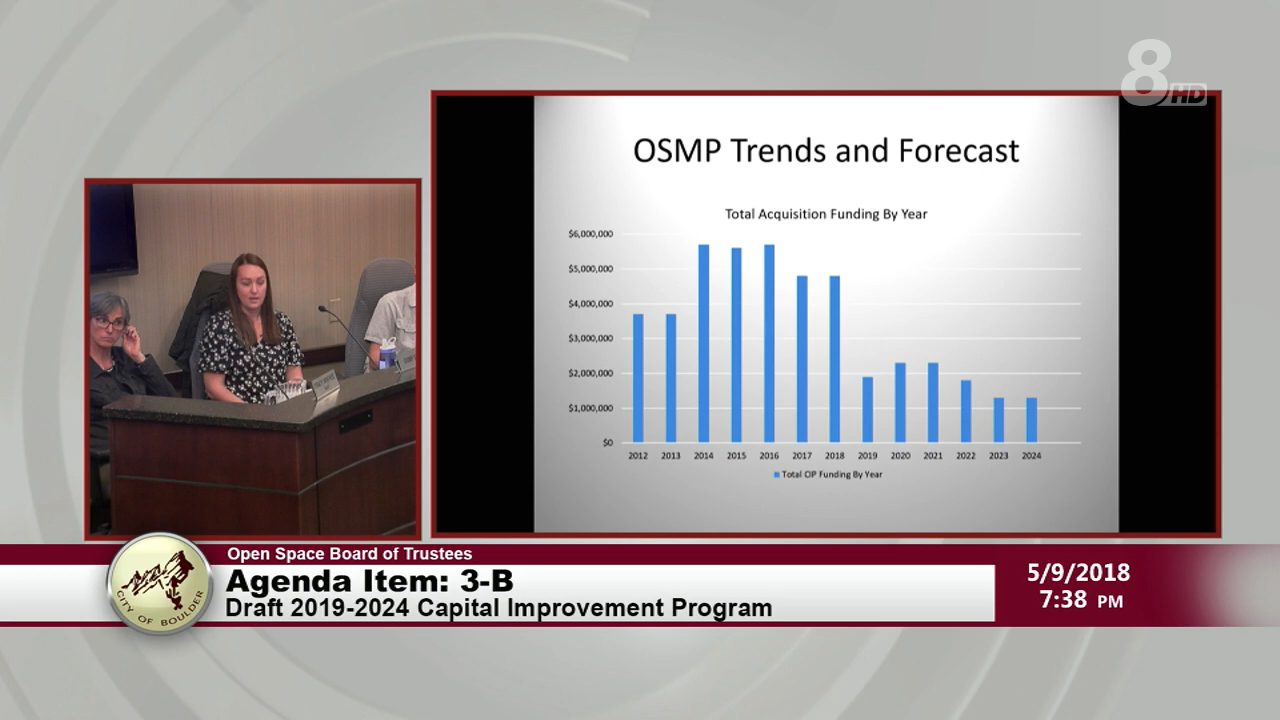 8HD
OSMP Trends and Forecast
Total Acquisition Funding By Year
$6,000,000
$5,000,000
$4,000,000
$3,000,000
$2,000,000
$1,000,000
$0
2012 2013 2014 2015 2016 2017 2018 2019 2020 2021 2022 2023 2024
Total CIP Funding By Year
Open Space Board of Trustees
Agenda Item: 3-B
Draft 2019-2024 Capital Improvement Program
5/9/2018
7:38 PM
CITY OF BOULDER